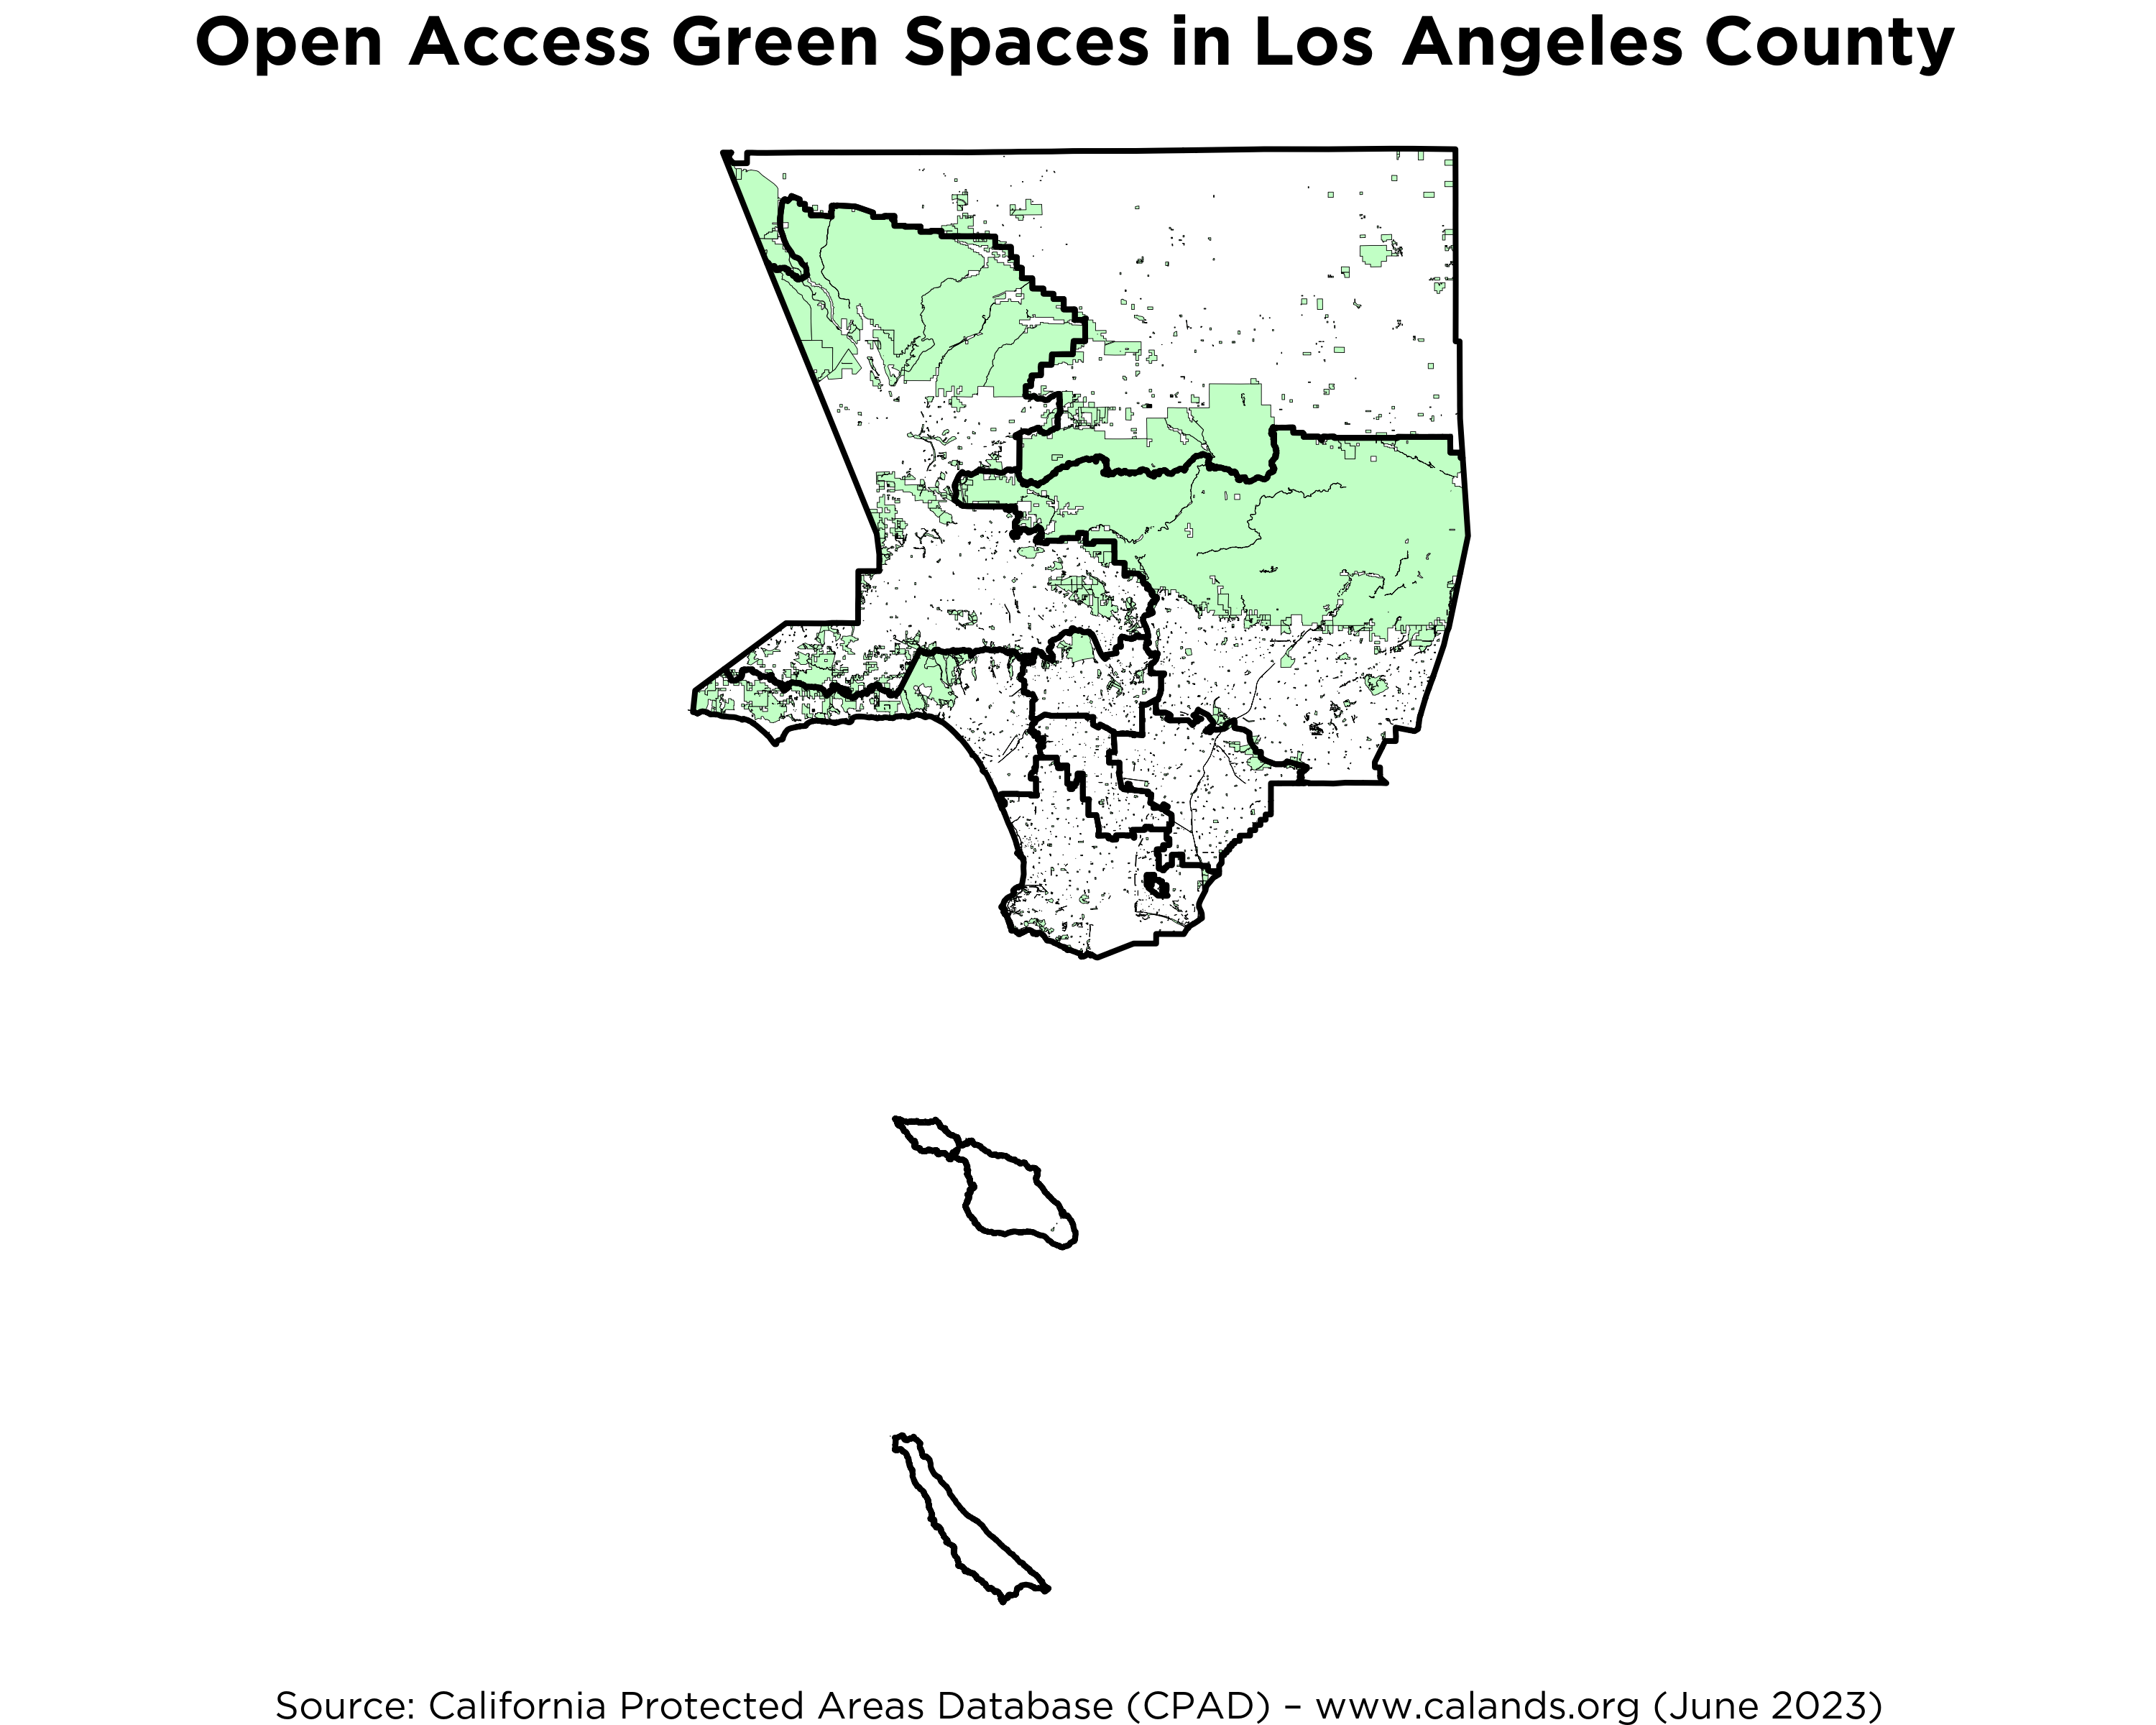 Open Access Green Spaces in Los Angeles County
Source: California Protected Areas Database (CPAD) – www.calands.org (June 2023)